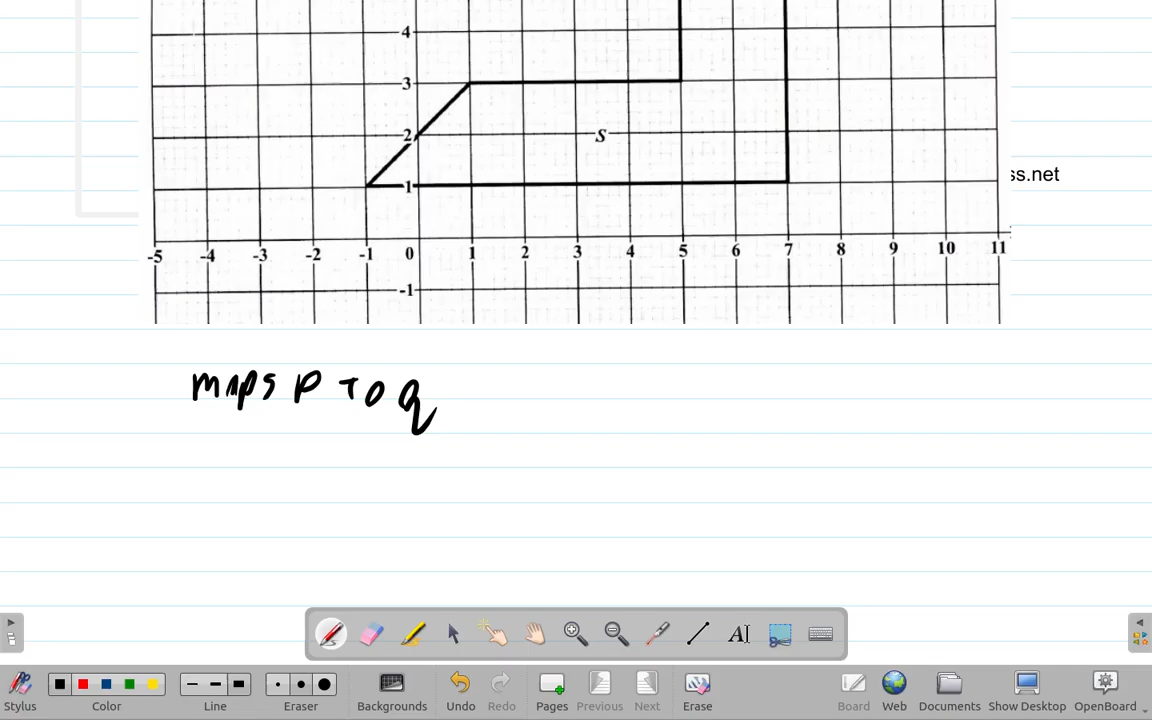 4
3
2
S
1
ss.net
-5 -4 -3 -2 -1 0 1 2 3 4 5 6 7 8 9 10 11
-1
maps P TO Q
Stylus Color Line Eraser Backgrounds Undo Redo Pages Previous Next Erase Board Web Documents Show Desktop OpenBoard